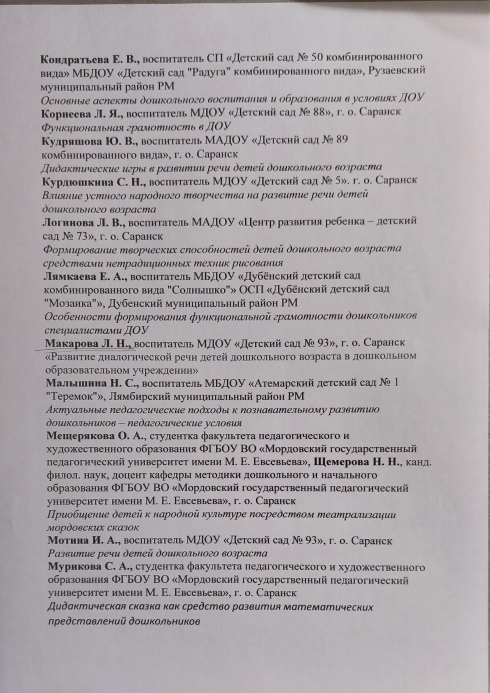 Кондратьева Е. В., воспитатель СП «Детский сад № 50 комбинированного
вида» МБДОУ «Детский сад "Радуга" комбинированного вида», Рузаевский
муниципальный район РМ
Основные аспекты дошкольного воспитания и образования в условиях ДОУ
Корнеева Л. Я., воспитатель МДОУ «Детский сад № 88», г. о. Саранск
Функциональная грамотность в ДОУ
Кудряшова Ю. В., воспитатель МАДОУ «Детский сад № 89
комбинированного вида», г. о. Саранск
Дидактические игры в развитии речи детей дошкольного возраста
Курдюшкина С. Н., воспитатель МДОУ «Детский сад № 5». г. о. Саранск
Влияние устного народного творчества на развитие речи детей
дошкольного возраста
Логинова Л. В., воспитатель МАДОУ «Центр развития ребенка – детский
сад № 73», г. о. Саранск
Формирование творческих способностей детей дошкольного возраста
средствами нетрадиционных техник рисования
Лямкаева Е. А., воспитатель МБДОУ «Дубёнский детский сад
комбинированного вида "Солнышко"» ОСП «Дубёнский детский сад
"Мозаика"», Дубенский муниципальный район РМ
Особенности формирования функциональной грамотности дошкольников
специалистами ДОУ
Макарова Л. Н., воспитатель МДОУ «Детский сад № 93», г. о. Саранск
«Развитие диалогической речи детей дошкольного возраста в дошкольном
образовательном учреждении»
Малышина Н. С., воспитатель МБДОУ «Атемарский детский сад № 1
"Теремок"», Лямбирский муниципальный район РМ
Актуальные педагогические подходы к познавательному развитию
дошкольников – педагогические условия
Мещерякова О. А., студентка факультета педагогического и
художественного образования ФГБОУ ВО «Мордовский государственный
педагогический университет имени М. Е. Евсевьева», Щемерова Н. Н., канд.
филол. наук, доцент кафедры методики дошкольного и начального
образования ФГБОУ ВО «Мордовский государственный педагогический
университет имени М. Е. Евсевьева», г. о. Саранск
Приобщение детей к народной культуре посредством театрализации
мордовских сказок
Мотина И. А., воспитатель МДОУ «Детский сад № 93», г. о. Саранск
Развитие речи детей дошкольного возраста
Мурикова С. А., студентка факультета педагогического и художественного
образования ФГБОУ ВО «Мордовский государственный педагогический
университет имени М. Е. Евсевьева», г. о. Саранск
Дидактическая сказка как средство развития математических
представлений дошкольников